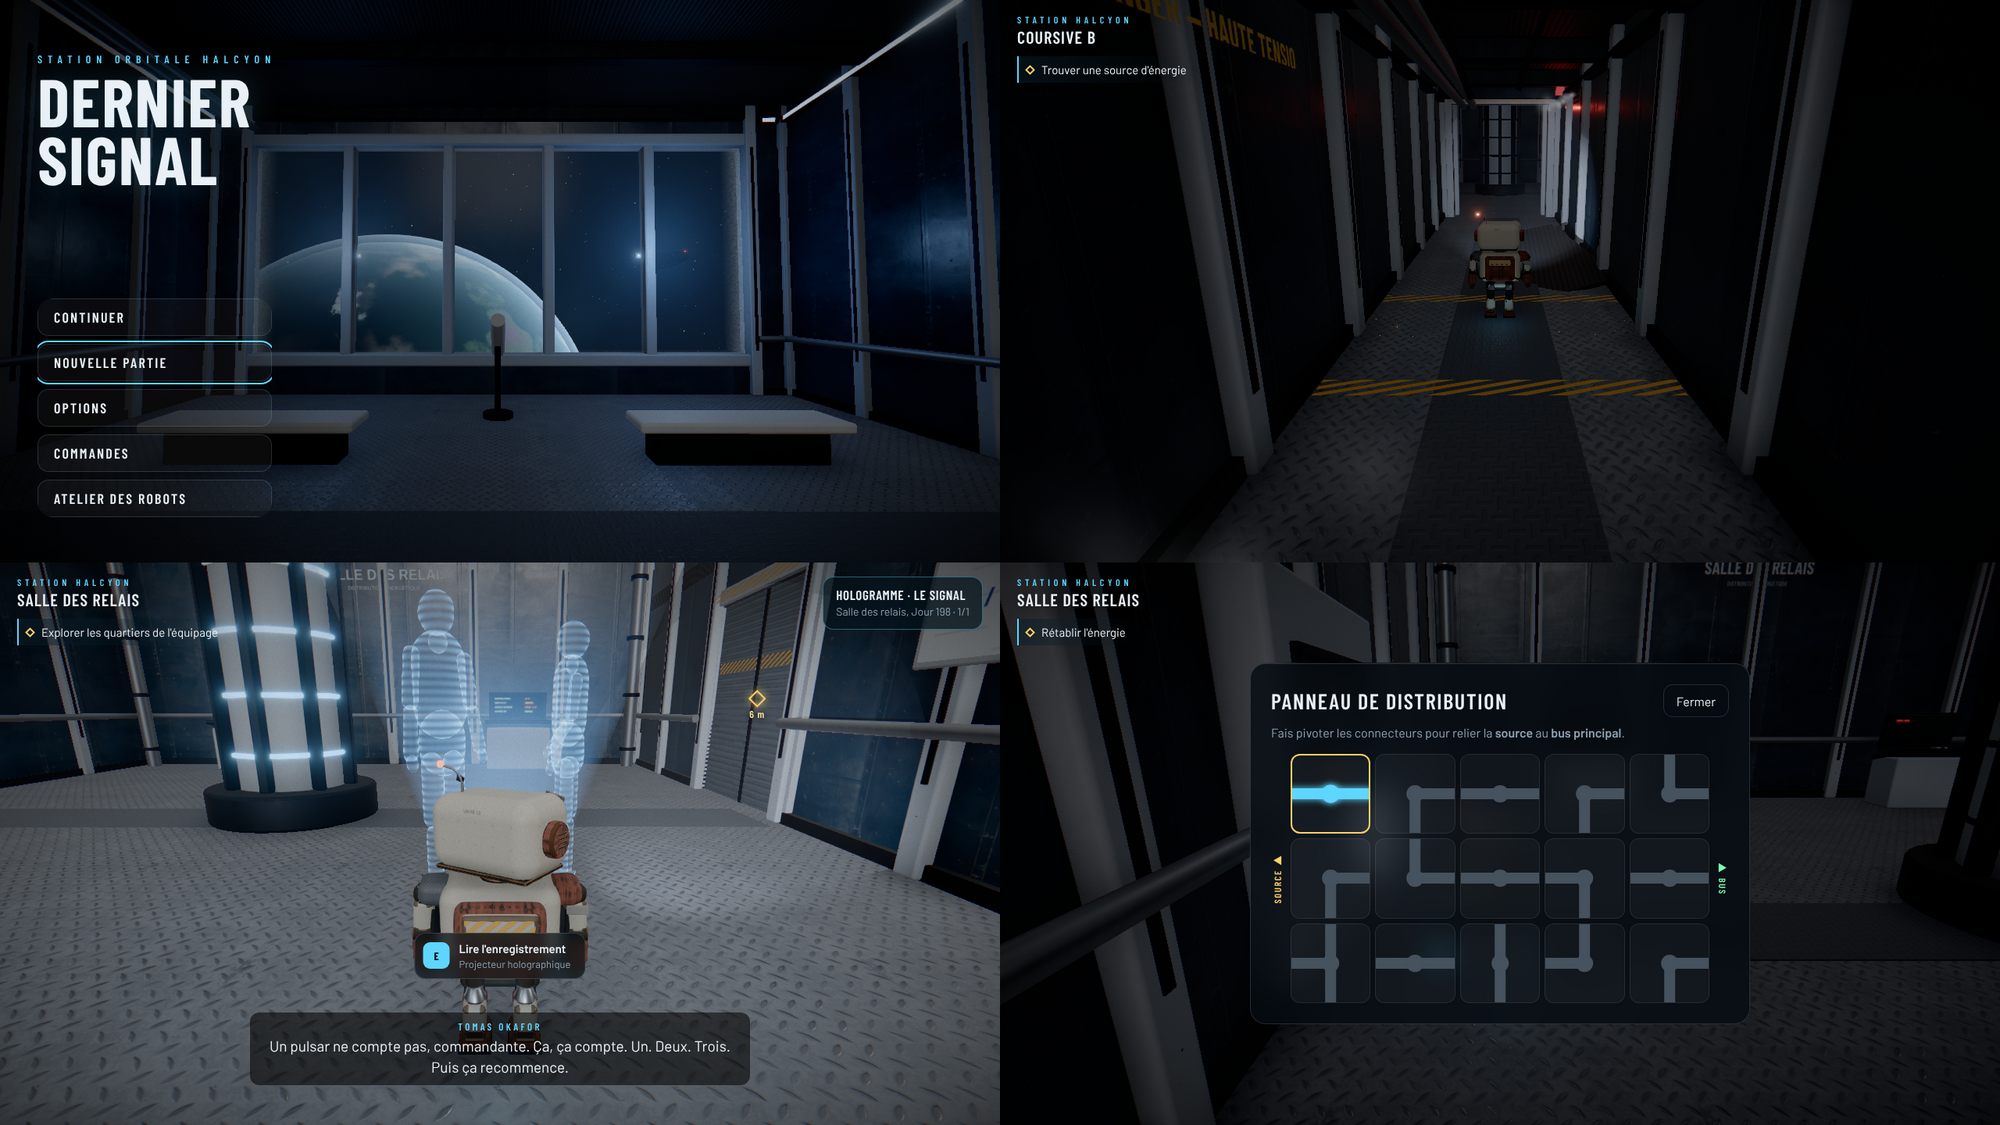 STATION ORBITALE HALCYON
DERNIER
SIGNAL
CONTINUER
NOUVELLE PARTIE
OPTIONS
COMMANDES
ATELIER DES ROBOTS
STATION HALCYON
COURSIVE B
Trouver une source d'énergie
HAUTE TENSIO
STATION HALCYON
SALLE DES RELAIS
Explorer les quartiers de l'équipage
HOLOGRAMME · LE SIGNAL
Salle des relais, Jour 198 · 1/1
6 m
E
Lire l'enregistrement
Projecteur holographique
TOMAS OKAFOR
Un pulsar ne compte pas, commandante. Ça, ça compte. Un. Deux. Trois.
Puis ça recommence.
STATION HALCYON
SALLE DES RELAIS
Rétablir l'énergie
PANNEAU DE DISTRIBUTION
Fermer
Fais pivoter les connecteurs pour relier la source au bus principal.
SOURCE
BUS